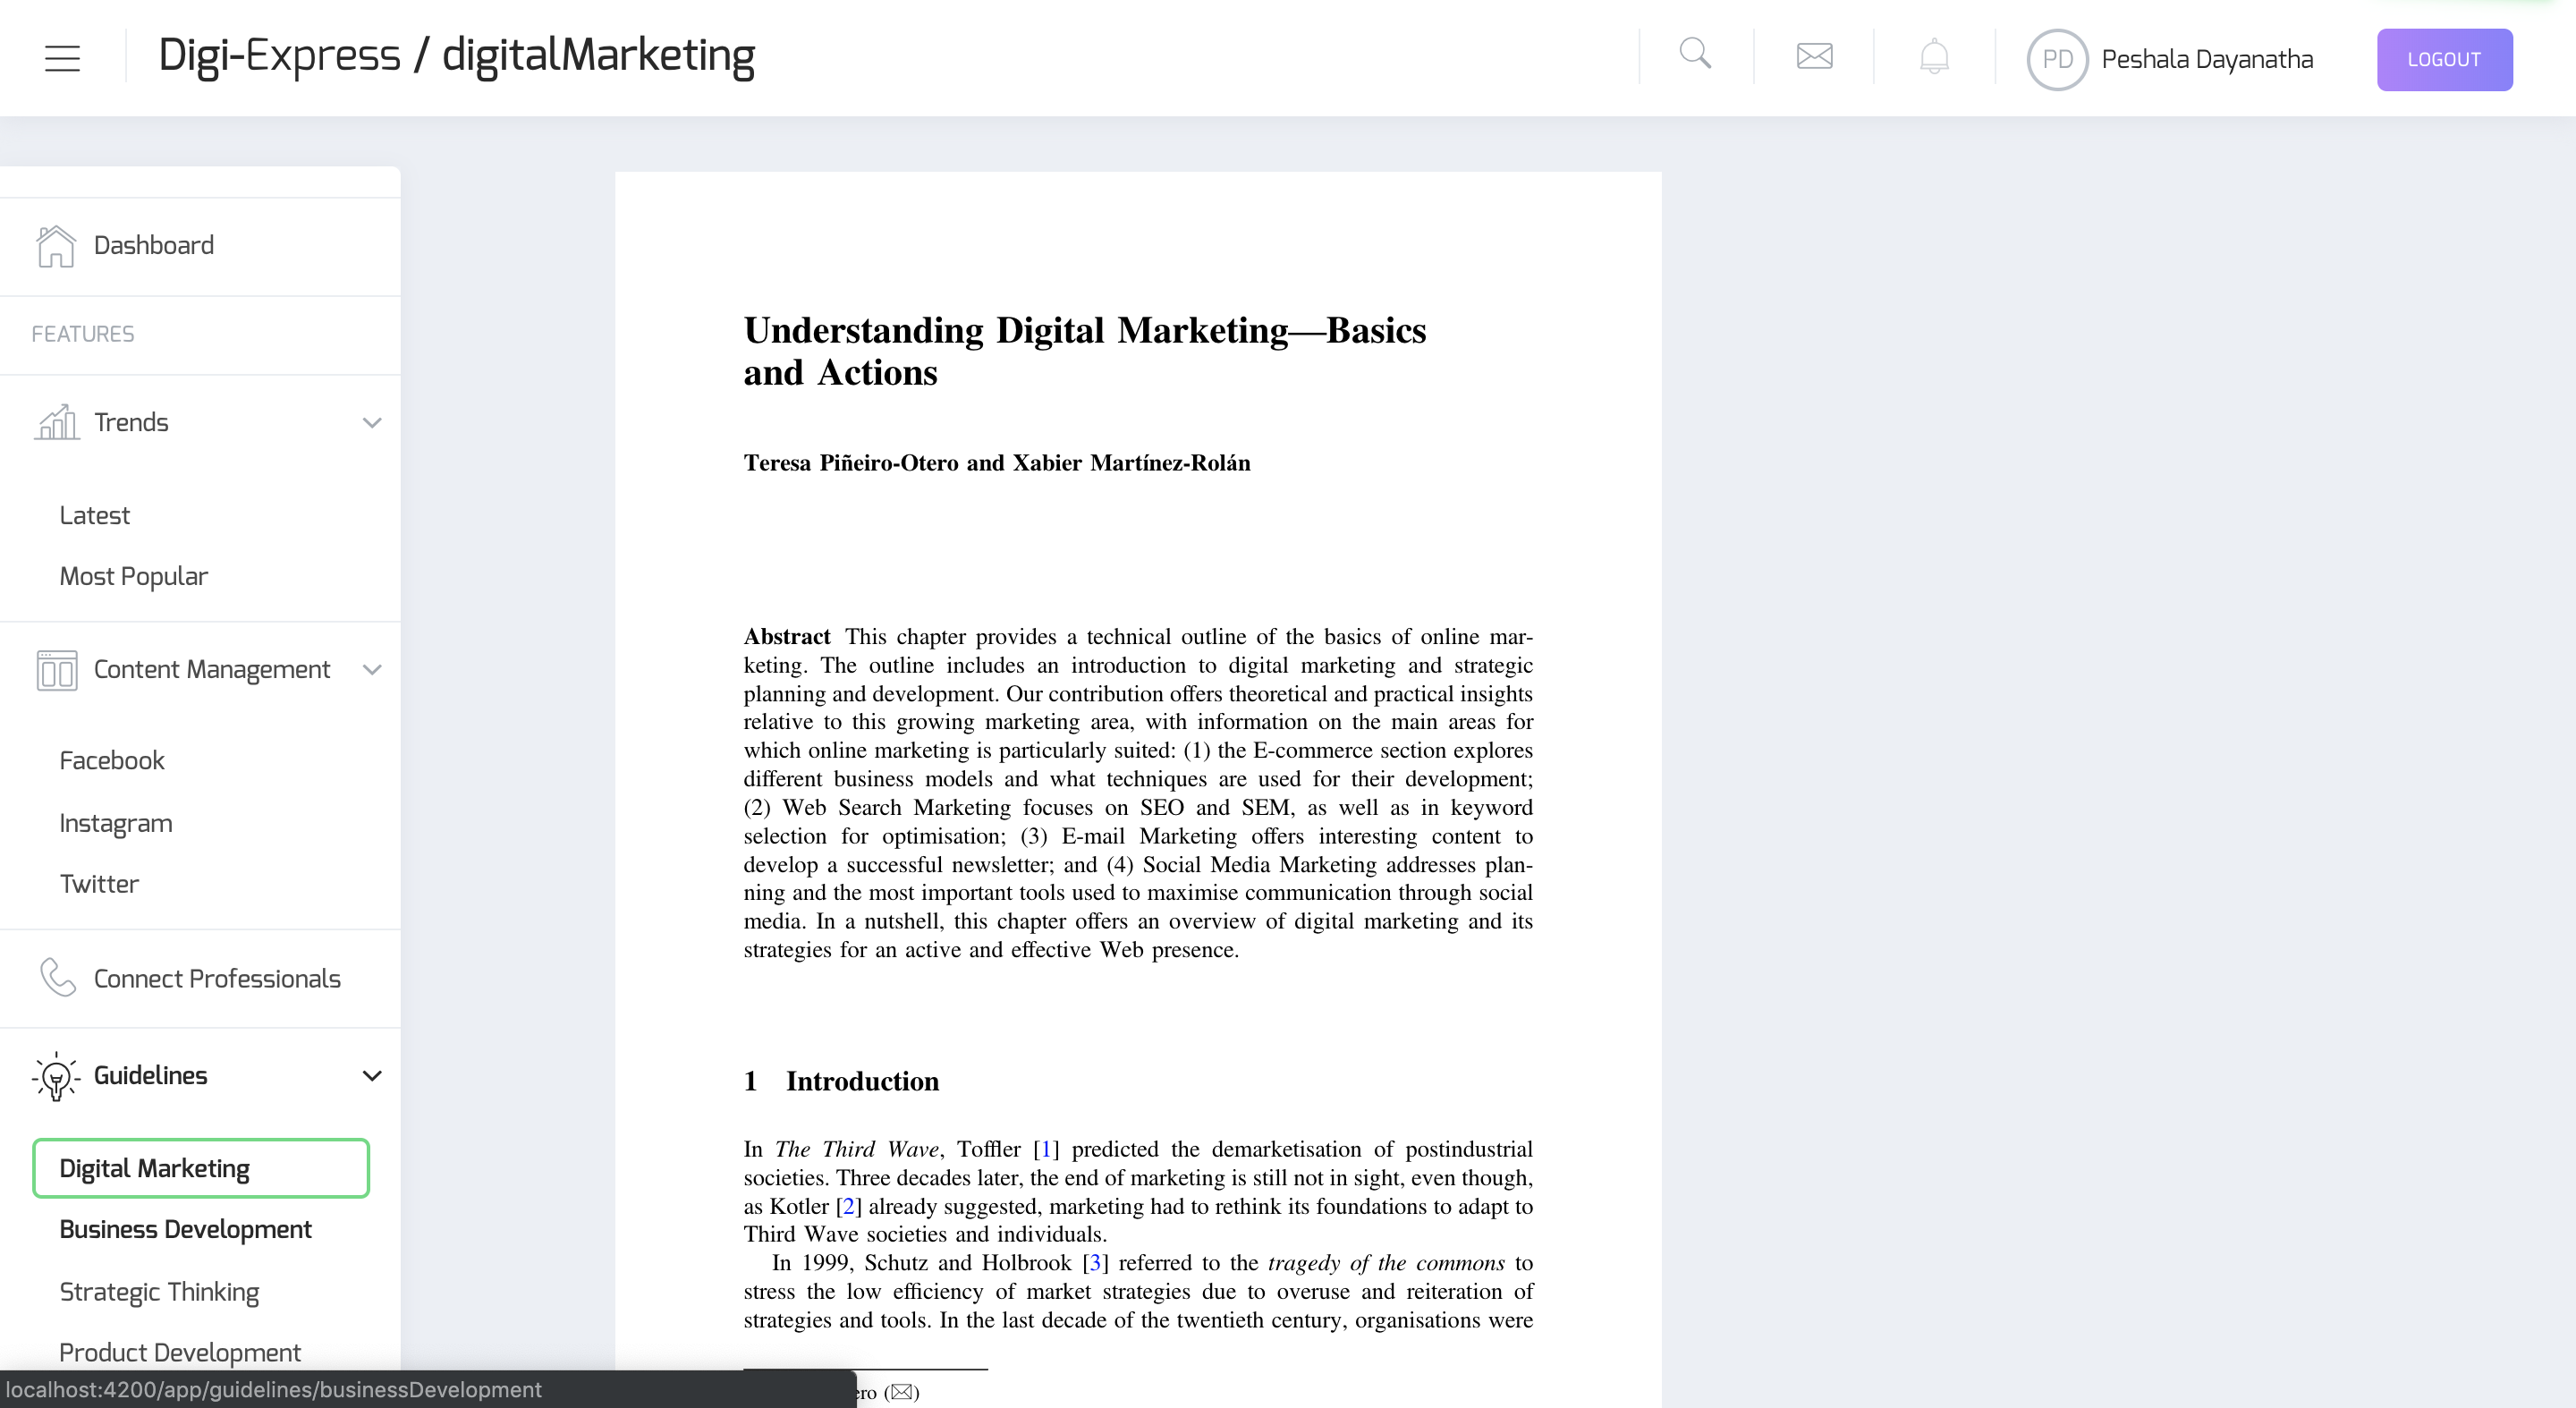 Digi-Express / digitalMarketing
PD
Peshala Dayanatha
LOGOUT
Dashboard
FEATURES
Trends
Latest
Most Popular
Content Management
Facebook
Instagram
Twitter
Connect Professionals
Guidelines
Digital Marketing
Business Development
Strategic Thinking
Product Development
localhost:4200/app/guidelines/businessDevelopment
Understanding Digital Marketing—Basics
and Actions
Teresa Piñeiro-Otero and Xabier Martínez-Rolán
Abstract This chapter provides a technical outline of the basics of online mar-
keting. The outline includes an introduction to digital marketing and strategic
planning and development. Our contribution offers theoretical and practical insights
relative to this growing marketing area, with information on the main areas for
which online marketing is particularly suited: (1) the E-commerce section explores
different business models and what techniques are used for their development;
(2) Web Search Marketing focuses on SEO and SEM, as well as in keyword
selection for optimisation; (3) E-mail Marketing offers interesting content to
develop a successful newsletter; and (4) Social Media Marketing addresses plan-
ning and the most important tools used to maximise communication through social
media. In a nutshell, this chapter offers an overview of digital marketing and its
strategies for an active and effective Web presence.
1 Introduction
In The Third Wave, Toffler [1] predicted the demarketisation of postindustrial
societies. Three decades later, the end of marketing is still not in sight, even though,
as Kotler [2] already suggested, marketing had to rethink its foundations to adapt to
Third Wave societies and individuals.
In 1999, Schutz and Holbrook [3] referred to the tragedy of the commons to
stress the low efficiency of market strategies due to overuse and reiteration of
strategies and tools. In the last decade of the twentieth century, organisations were
ero (✉)